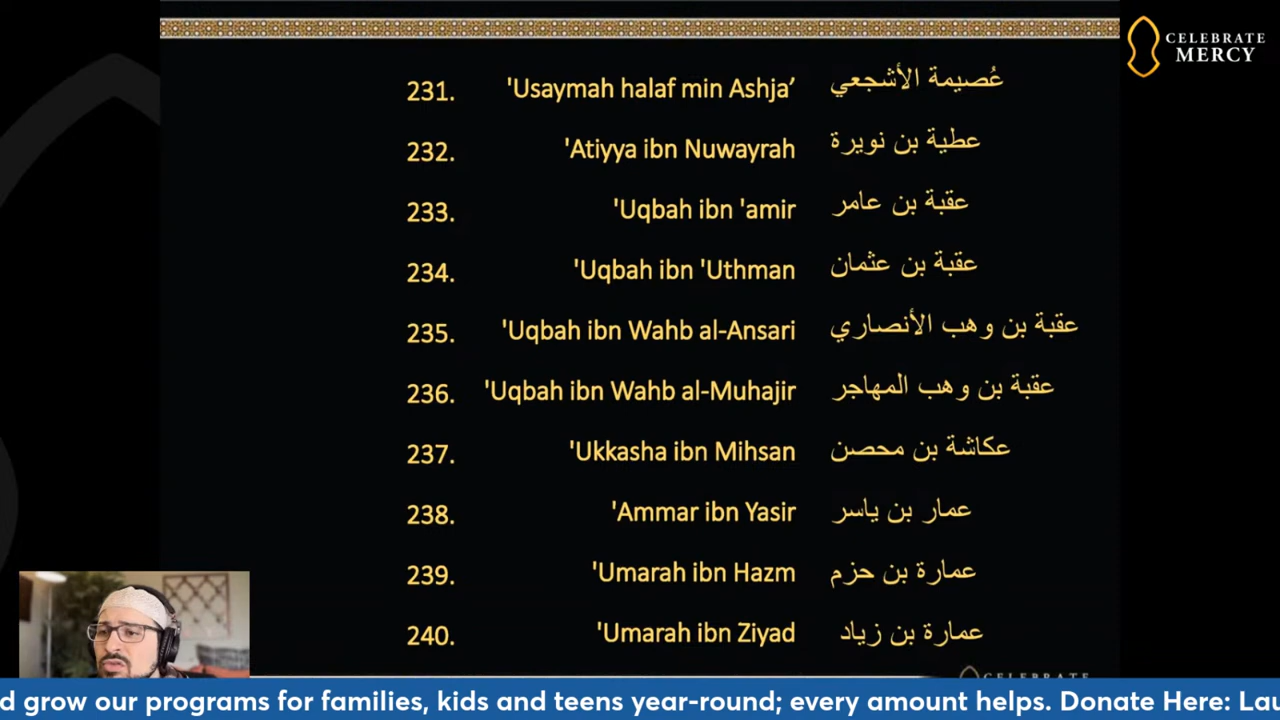 CELEBRATE
MERCY
231. 'Usaymah halaf min Ashja’ عُصيمة الأشجعي
232. 'Atiyya ibn Nuwayrah عطية بن نويرة
233. 'Uqbah ibn 'amir عقبة بن عامر
234. 'Uqbah ibn 'Uthman عقبة بن عثمان
235. 'Uqbah ibn Wahb al-Ansari عقبة بن وهب الأنصاري
236. 'Uqbah ibn Wahb al-Muhajir عقبة بن وهب المهاجر
237. 'Ukkasha ibn Mihsan عكاشة بن محصن
238. 'Ammar ibn Yasir عمار بن ياسر
239. 'Umarah ibn Hazm عمارة بن حزم
240. 'Umarah ibn Ziyad عمارة بن زياد
CELEBRATE
d grow our programs for families, kids and teens year-round; every amount helps. Donate Here: Lau